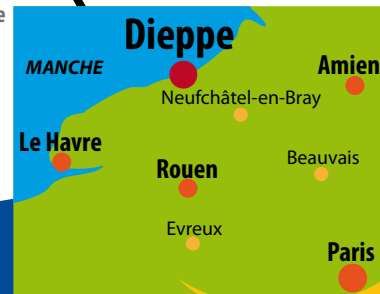 e
Dieppe
MANCHE
Amien
Neufchâtel-en-Bray
Le Havre
Beauvais
Rouen
Evreux
Paris